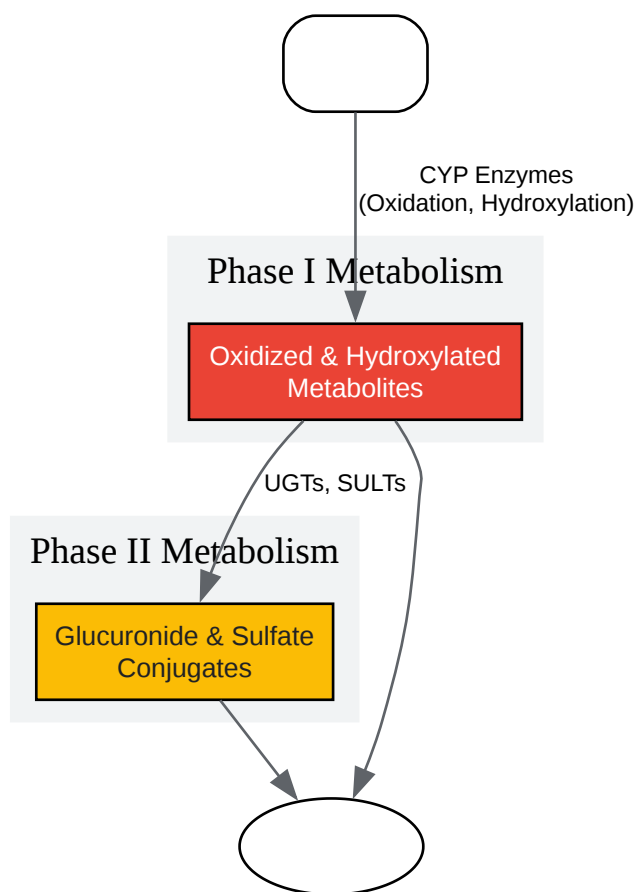 CYP Enzymes
(Oxidation, Hydroxylation)
Phase I Metabolism
Oxidized & Hydroxylated
Metabolites
UGTs, SULTs
Phase II Metabolism
Glucuronide & Sulfate
Conjugates